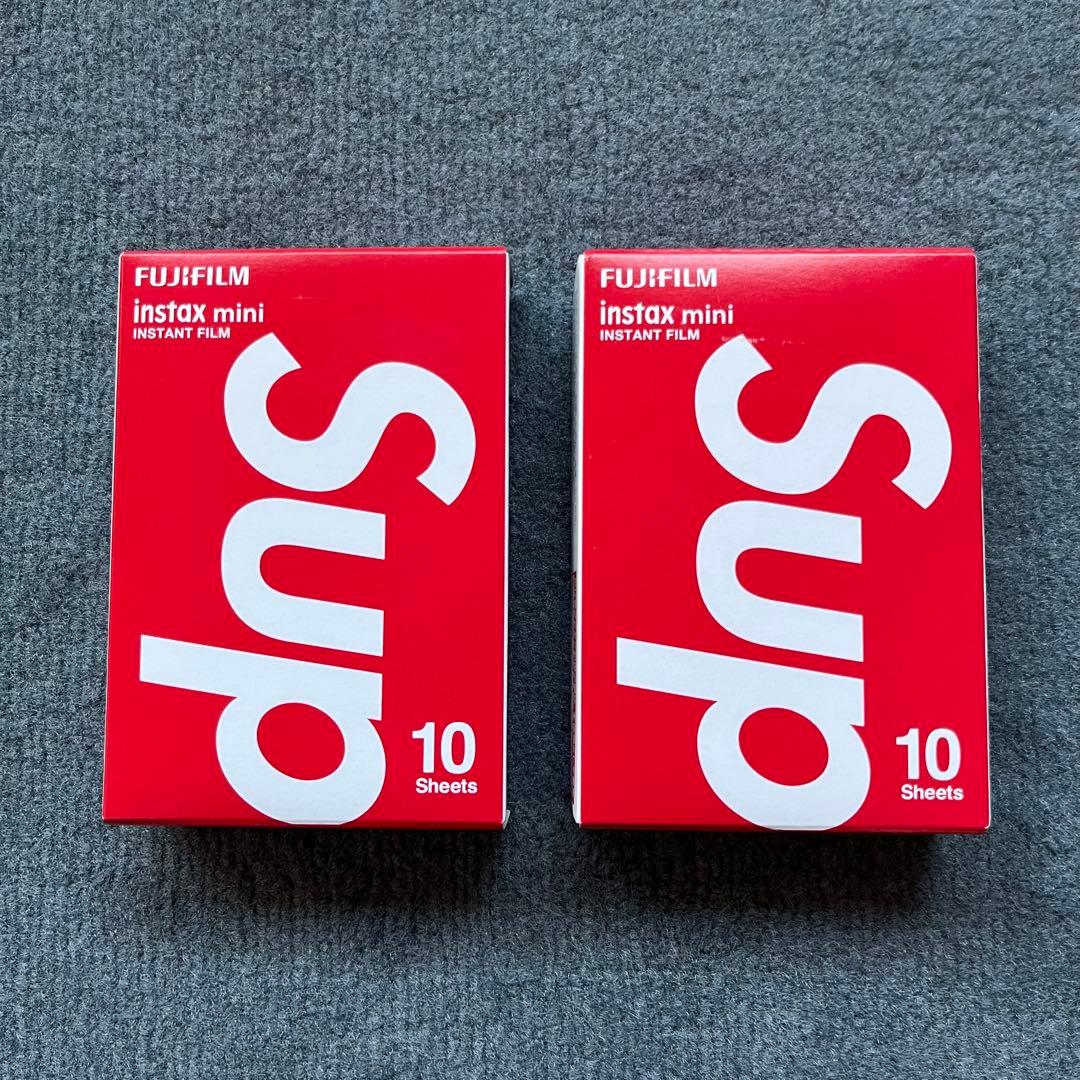 FUJIFILM
instax mini
INSTANT FILM
Sup
10
Sheets
FUJIFILM
instax mini
INSTANT FILM
Sup
10
Sheets